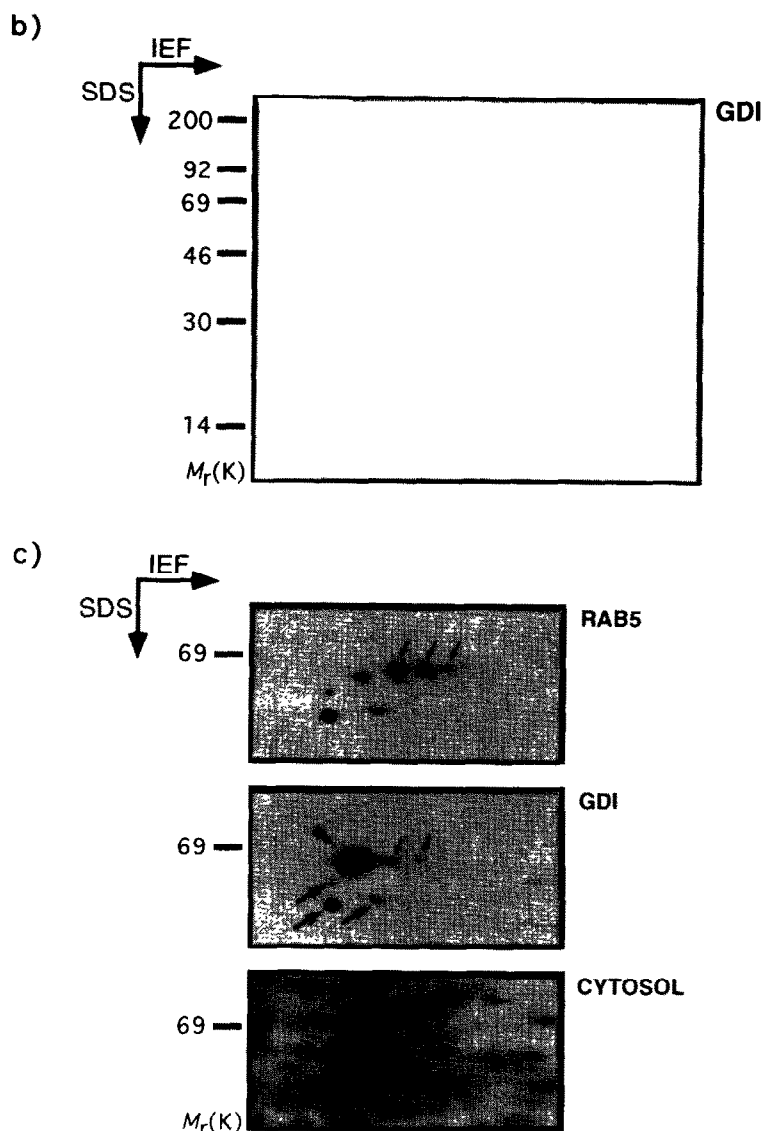 b)
IEF
SDS
GDI
200
92
69
46
30
14
Mr(K)
c)
IEF
SDS
RAB5
69
GDI
69
CYTOSOL
69
Mr(K)